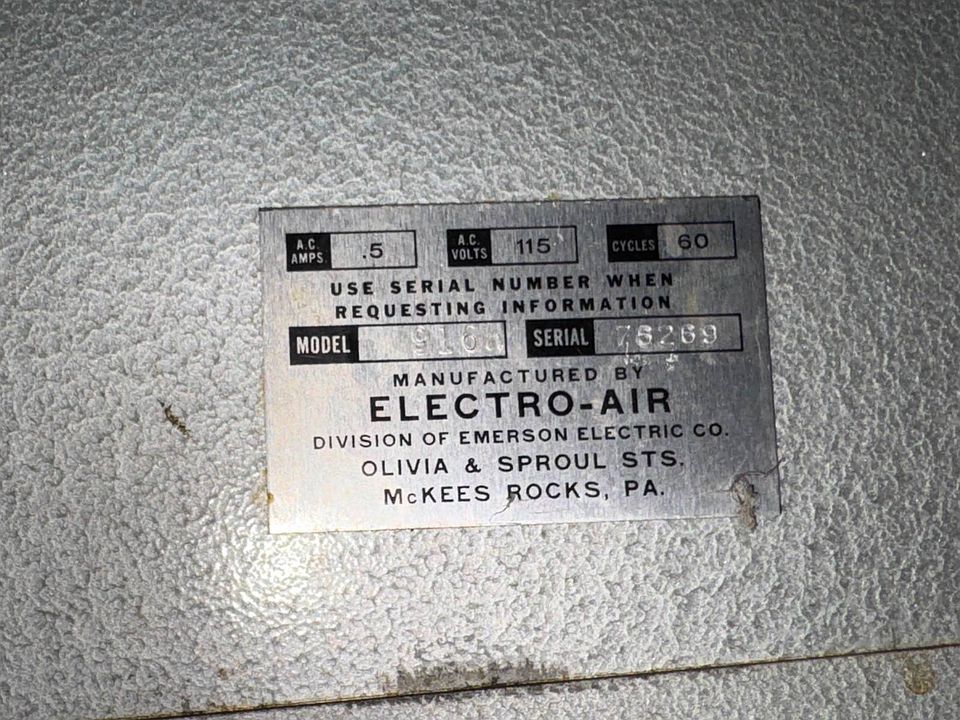 A.C. AMPS. .5 A.C. VOLTS 115 CYCLES 60
USE SERIAL NUMBER WHEN
REQUESTING INFORMATION
MODEL SERIAL 76269
MANUFACTURED BY
ELECTRO-AIR
DIVISION OF EMERSON ELECTRIC CO.
OLIVIA & SPROUL STS.
McKEES ROCKS, PA.